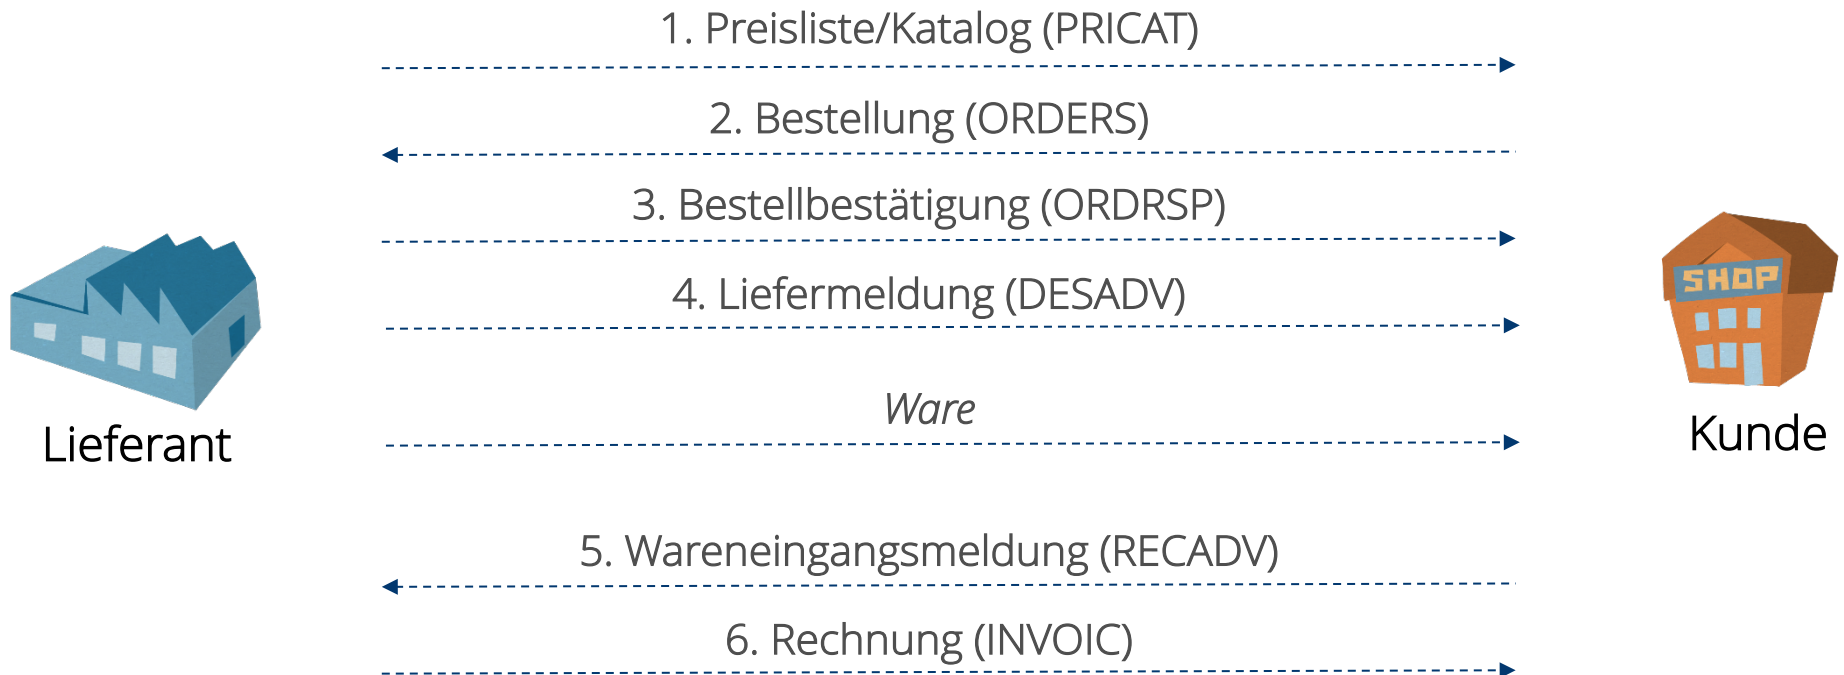 1. Preisliste/Katalog (PRICAT)
2. Bestellung (ORDERS)
3. Bestellbestätigung (ORDRSP)
SHOP
4. Liefermeldung (DESADV)
Ware
Lieferant
Kunde
5. Wareneingangsmeldung (RECADV)
6. Rechnung (INVOIC)